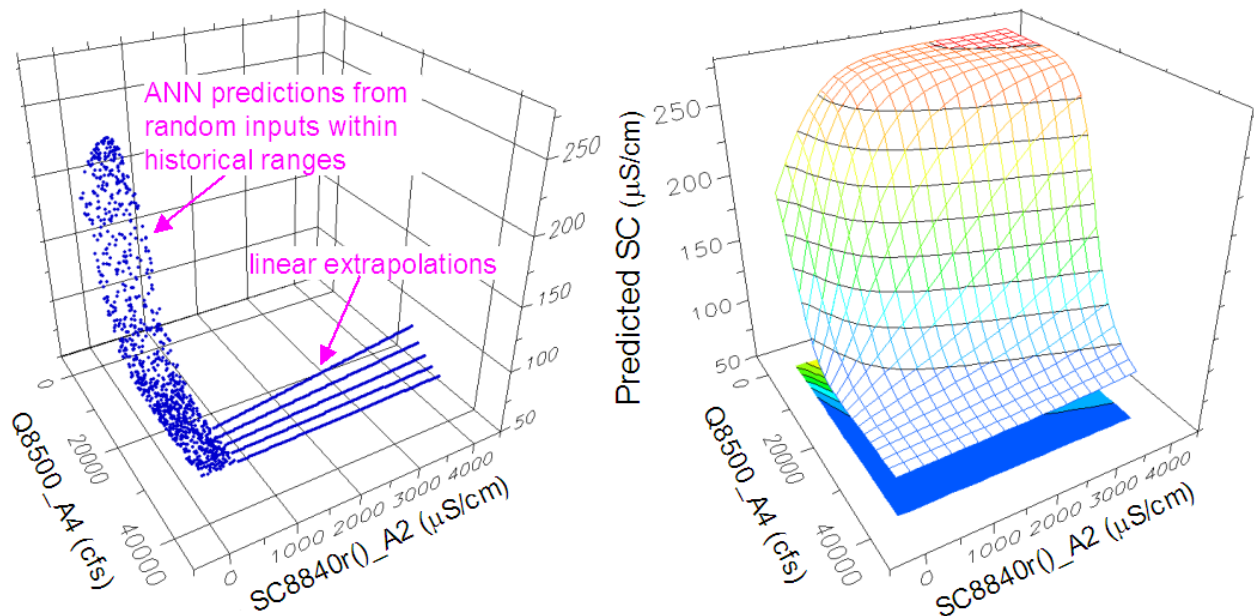 ANN predictions from
random inputs within
historical ranges
linear extrapolations
250
200
150
100
50
0
20000
40000
Q8500_A4 (cfs)
0
1000
2000
3000
4000
SC8840r()_A2 (µS/cm)
Predicted SC (µS/cm)
250
200
150
100
50
0
20000
40000
Q8500_A4 (cfs)
0
1000
2000
3000
4000
SC8840r()_A2 (µS/cm)